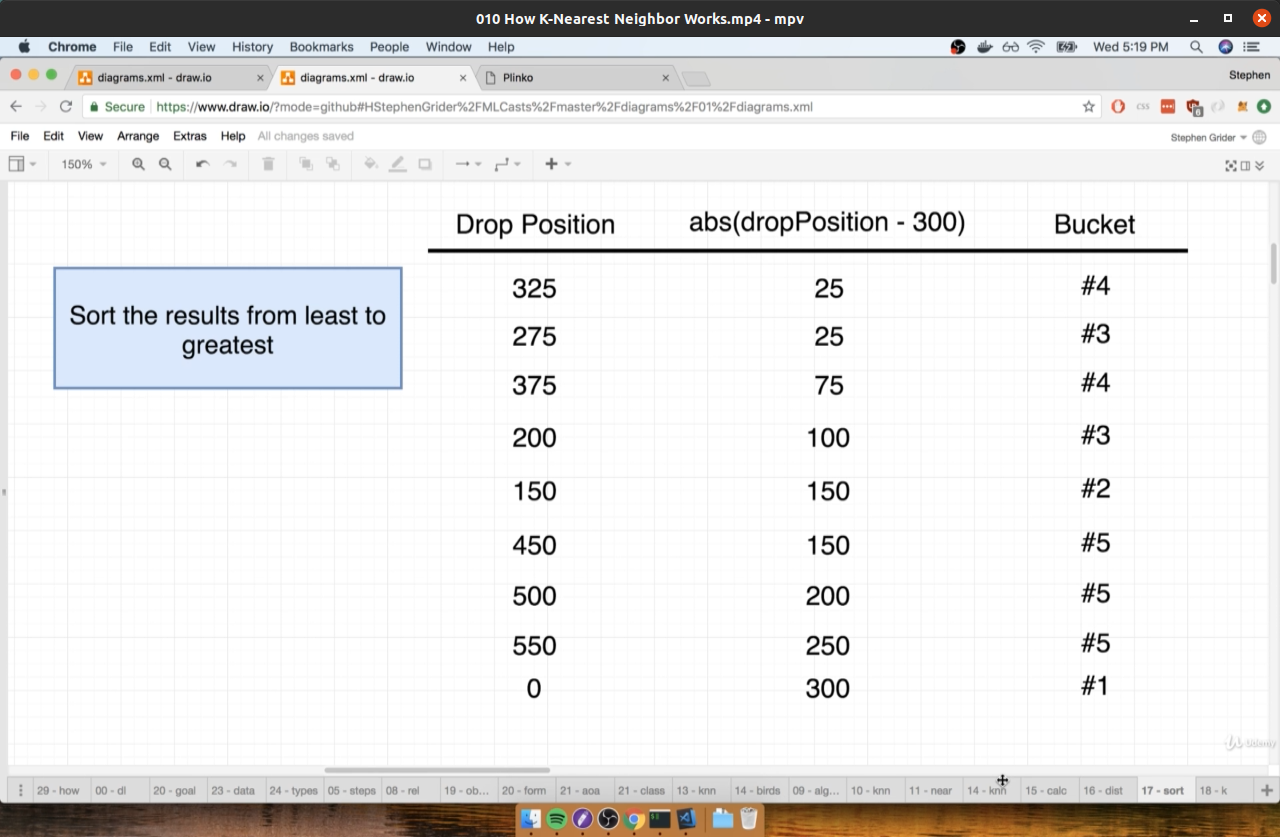 010 How K-Nearest Neighbor Works.mp4 - mpv
Chrome File Edit View History Bookmarks People Window Help Wed 5:19 PM
diagrams.xml - draw.io diagrams.xml - draw.io Plinko Stephen
Secure https://www.draw.io/?mode=github#HStephenGrider%2FMLCasts%2Fmaster%2Fdiagrams%2F01%2Fdiagrams.xml
File Edit View Arrange Extras Help All changes saved Stephen Grider
150%
Drop Position abs(dropPosition - 300) Bucket
325 25 #4
Sort the results from least to
greatest
275 25 #3
375 75 #4
200 100 #3
150 150 #2
450 150 #5
500 200 #5
550 250 #5
0 300 #1
Udemy
29 - how 00 - di 20 - goal 23 - data 24 - types 05 - steps 08 - rel 19 - ob... 20 - form 21 - aoa 21 - class 13 - knn 14 - birds 09 - alg... 10 - knn 11 - near 14 - knn 15 - calc 16 - dist 17 - sort 18 - k